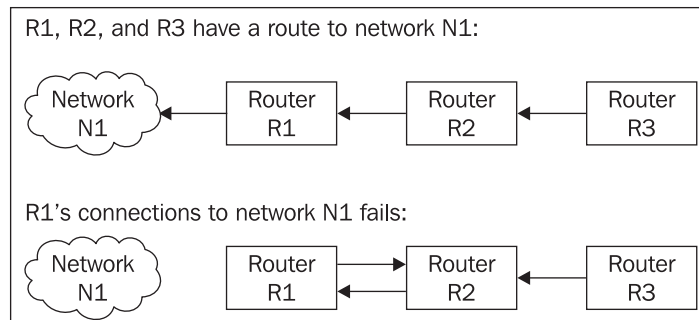 R1, R2, and R3 have a route to network N1:
Network
N1
Router
R1
Router
R2
Router
R3
R1's connections to network N1 fails:
Network
N1
Router
R1
Router
R2
Router
R3